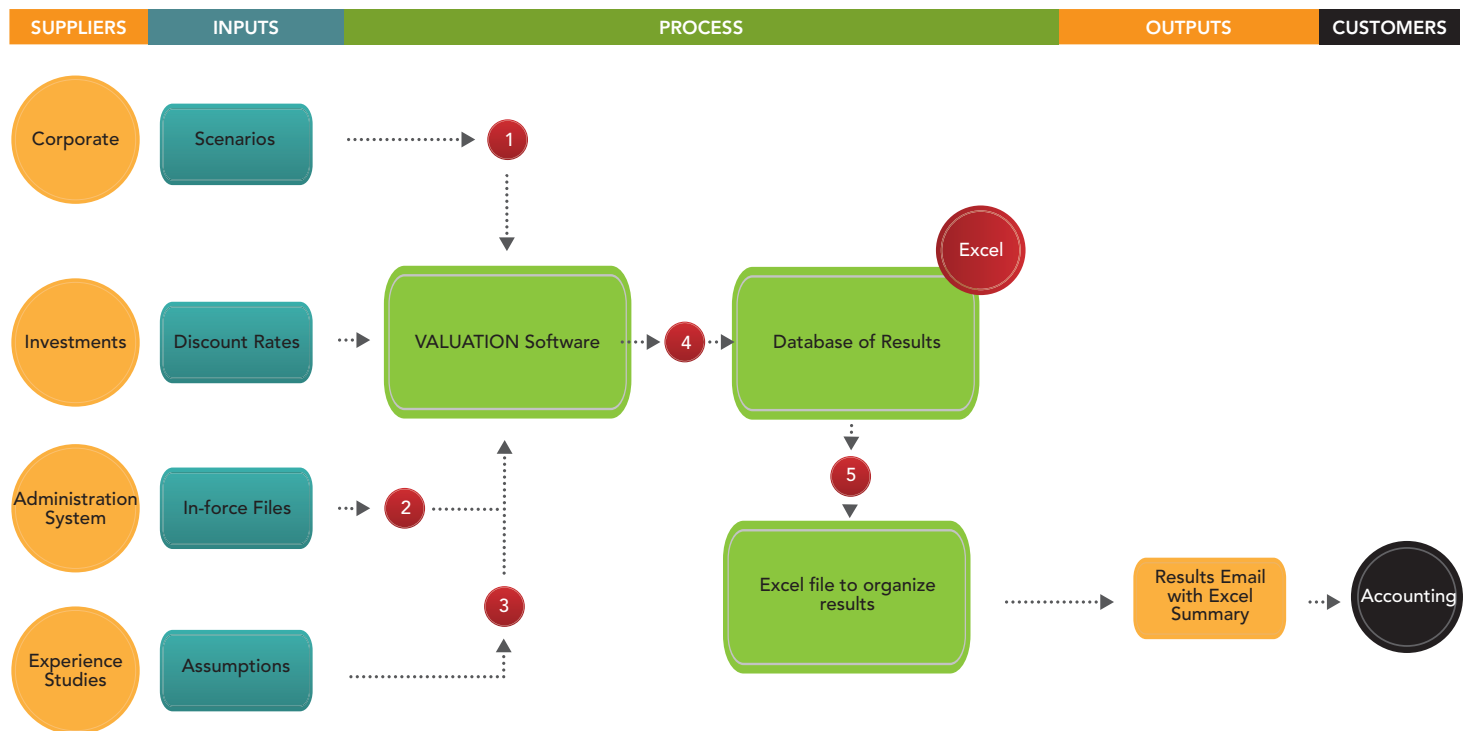 SUPPLIERS
INPUTS
PROCESS
OUTPUTS
CUSTOMERS
Corporate
Scenarios
1
Excel
Investments
Discount Rates
VALUATION Software
4
Database of Results
5
Administration
System
In-force Files
2
3
Experience
Studies
Assumptions
Excel file to organize
results
Results Email
with Excel
Summary
Accounting